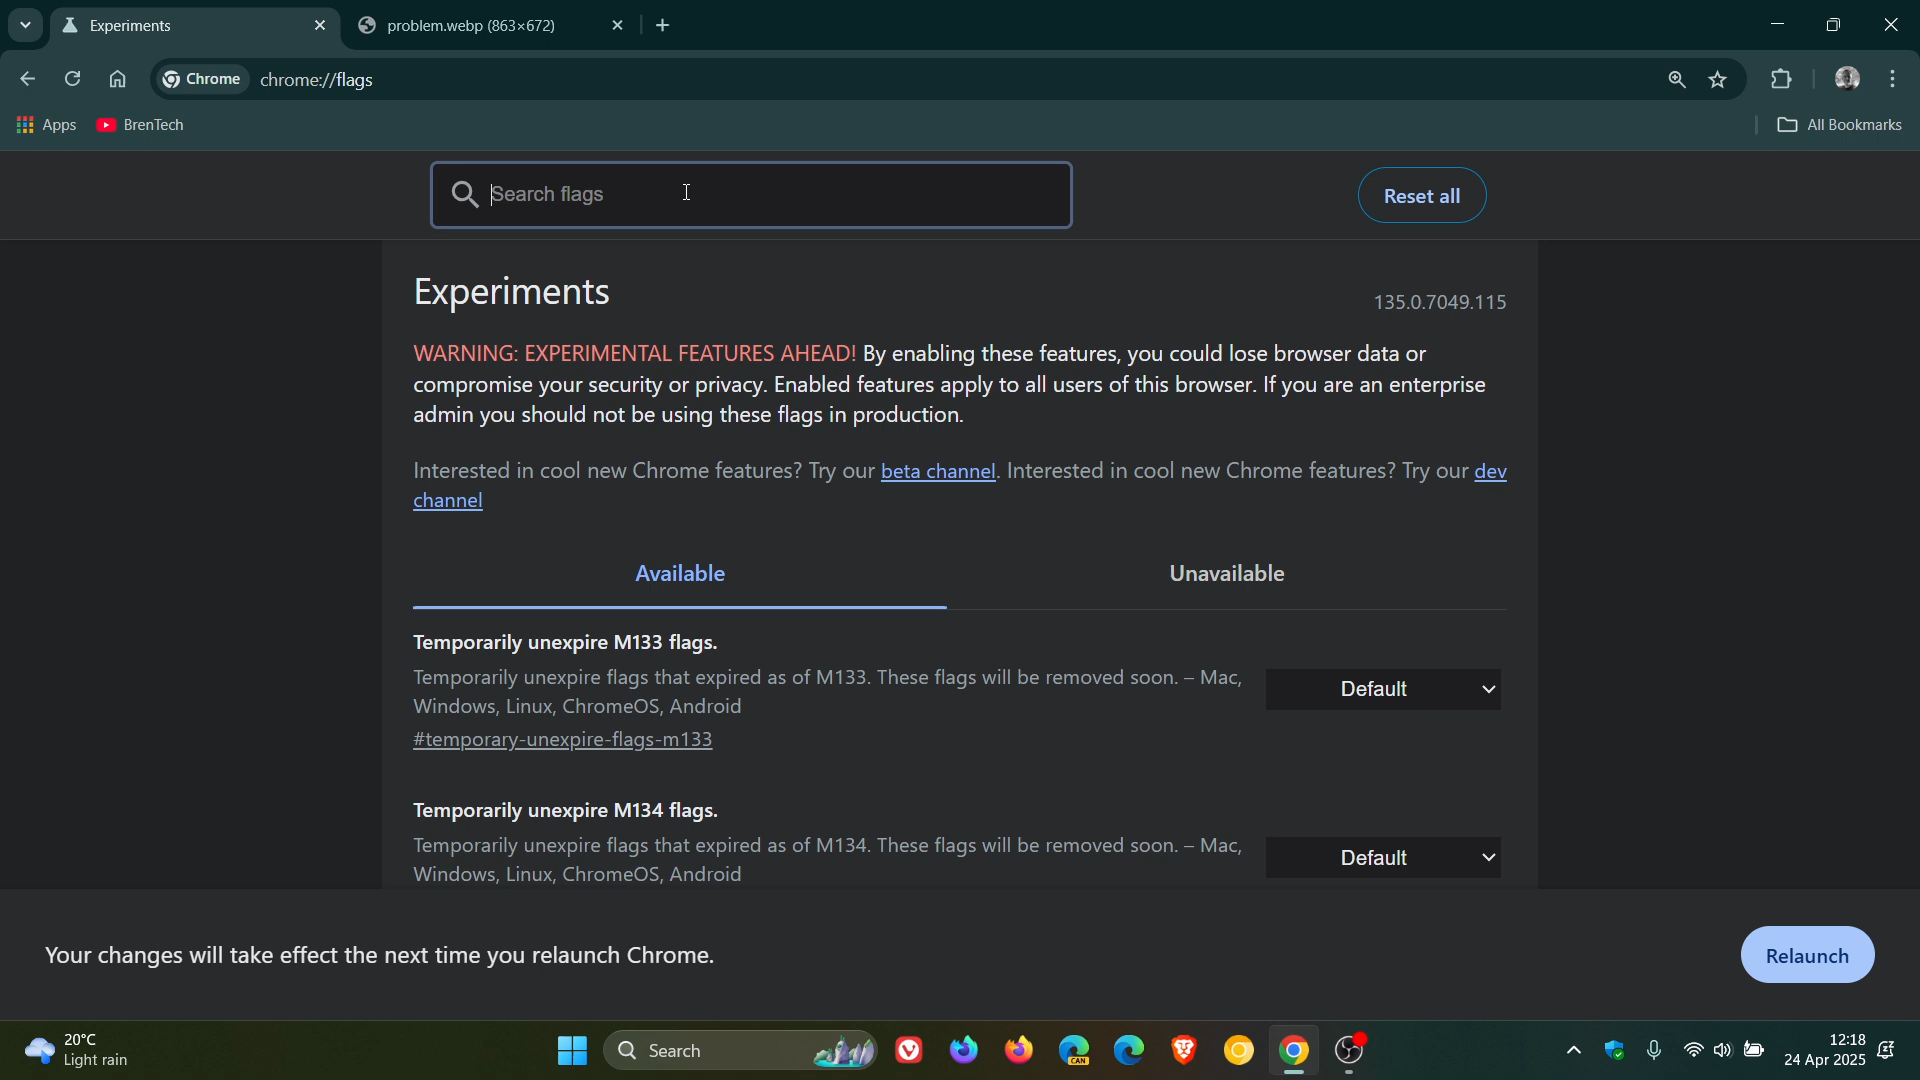 Experiments
problem.webp (863×672)
Chrome
chrome://flags
Apps
BrenTech
All Bookmarks
Search flags
Reset all
Experiments
135.0.7049.115
WARNING: EXPERIMENTAL FEATURES AHEAD! By enabling these features, you could lose browser data or
compromise your security or privacy. Enabled features apply to all users of this browser. If you are an enterprise
admin you should not be using these flags in production.
Interested in cool new Chrome features? Try our beta channel. Interested in cool new Chrome features? Try our dev
channel
Available
Unavailable
Temporarily unexpire M133 flags.
Temporarily unexpire flags that expired as of M133. These flags will be removed soon. – Mac,
Windows, Linux, ChromeOS, Android
#temporary-unexpire-flags-m133
Default
Temporarily unexpire M134 flags.
Temporarily unexpire flags that expired as of M134. These flags will be removed soon. – Mac,
Windows, Linux, ChromeOS, Android
Default
Your changes will take effect the next time you relaunch Chrome.
Relaunch
20°C
Light rain
Search
CAN
12:18
24 Apr 2025